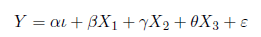 Y = αι + βX₁ + γX₂ + θX₃ + ε